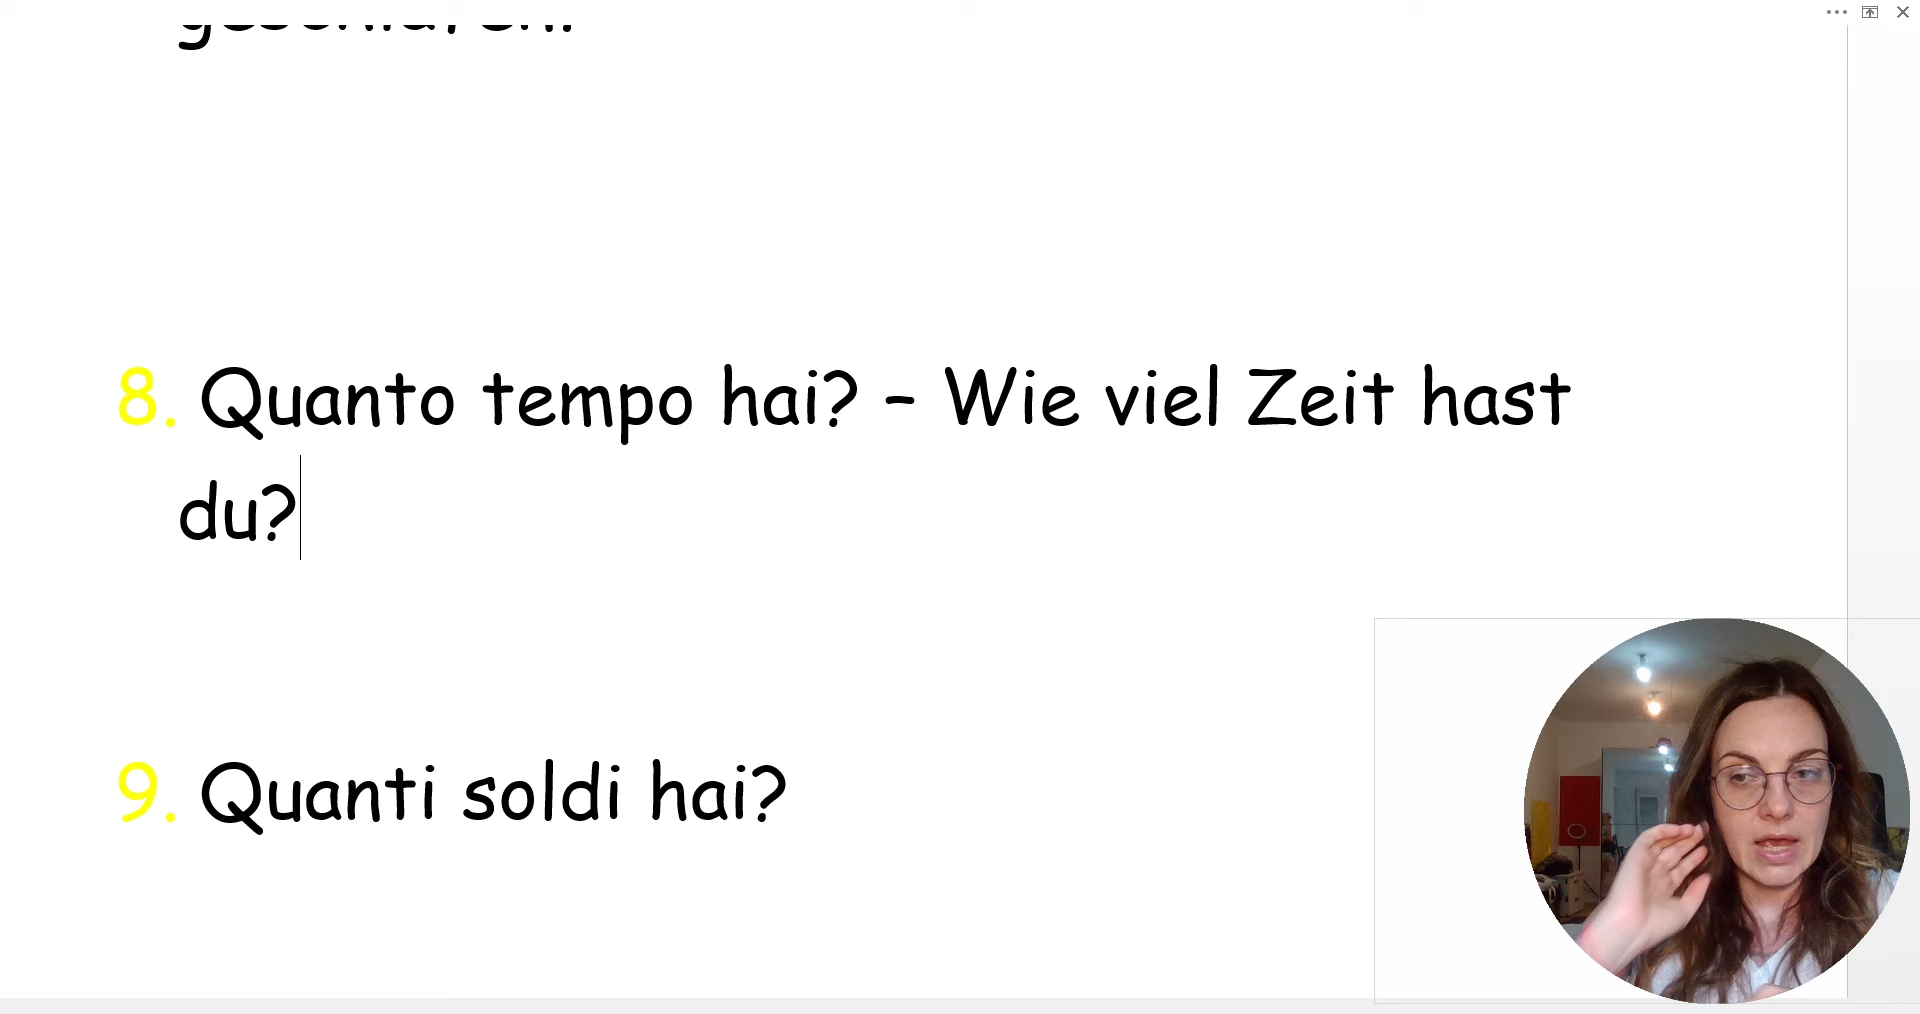 8. Quanto tempo hai? – Wie viel Zeit hast
du?
9. Quanti soldi hai?